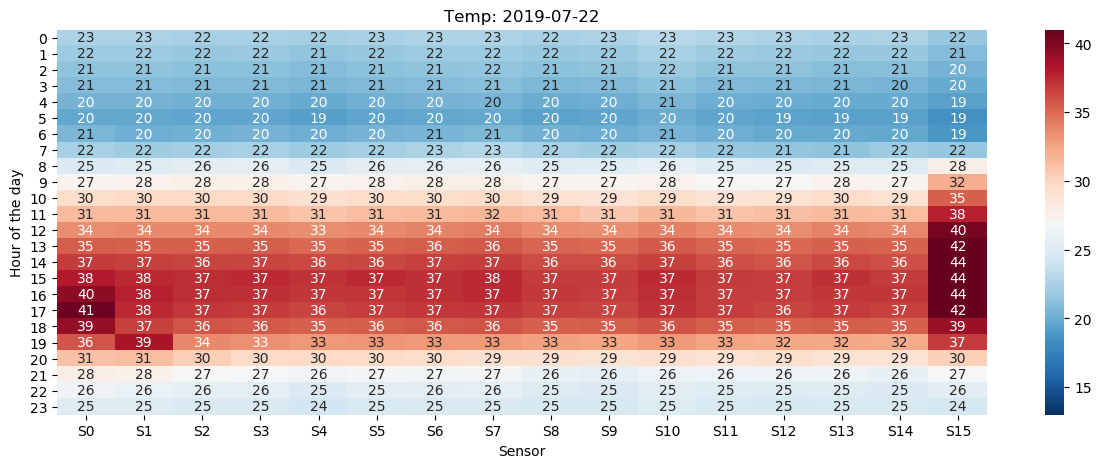 Temp: 2019-07-22
0 23 23 22 22 22 23 23 23 22 23 23 23 23 22 23 22
1 22 22 22 22 21 22 22 22 22 22 22 22 22 22 22 21
2 21 21 21 21 21 21 21 22 21 21 22 21 21 21 21 20
3 21 21 21 21 21 21 21 21 21 21 21 21 21 21 20 20
4 20 20 20 20 20 20 20 20 20 20 21 20 20 20 20 19
5 20 20 20 20 19 20 20 20 20 20 20 20 19 19 19 19
6 21 20 20 20 20 20 21 21 20 20 21 20 20 20 20 19
7 22 22 22 22 22 22 23 23 22 22 22 22 21 21 22 22
8 25 25 26 26 25 26 26 26 25 25 26 25 25 25 25 28
9 27 28 28 28 27 28 28 28 27 27 28 27 27 28 27 32
10 30 30 30 30 29 30 30 30 29 29 29 29 29 30 29 35
11 31 31 31 31 31 31 31 32 31 31 31 31 31 31 31 38
12 34 34 34 34 33 34 34 34 34 34 34 34 34 34 34 40
13 35 35 35 35 35 35 36 36 35 35 36 35 35 35 35 42
14 37 37 36 37 36 36 37 37 36 36 37 36 36 36 36 44
15 38 38 37 37 37 37 37 38 37 37 37 37 37 37 37 44
16 40 38 37 37 37 37 37 37 37 37 37 37 37 37 37 44
17 41 38 37 37 36 37 37 37 37 37 37 37 37 37 37 42
18 39 37 36 36 35 36 36 36 35 35 36 36 35 35 35 39
19 36 39 34 33 33 33 33 33 33 33 33 33 32 32 32 37
20 31 31 30 30 30 30 30 29 29 29 29 29 29 29 29 30
21 28 28 27 27 26 27 27 27 26 26 26 26 26 26 26 27
22 26 26 26 26 25 26 26 26 25 25 25 25 25 25 25 26
23 25 25 25 25 24 25 25 25 25 25 25 25 25 25 25 24
S0 S1 S2 S3 S4 S5 S6 S7 S8 S9 S10 S11 S12 S13 S14 S15
Sensor
Hour of the day
40
35
30
25
20
15